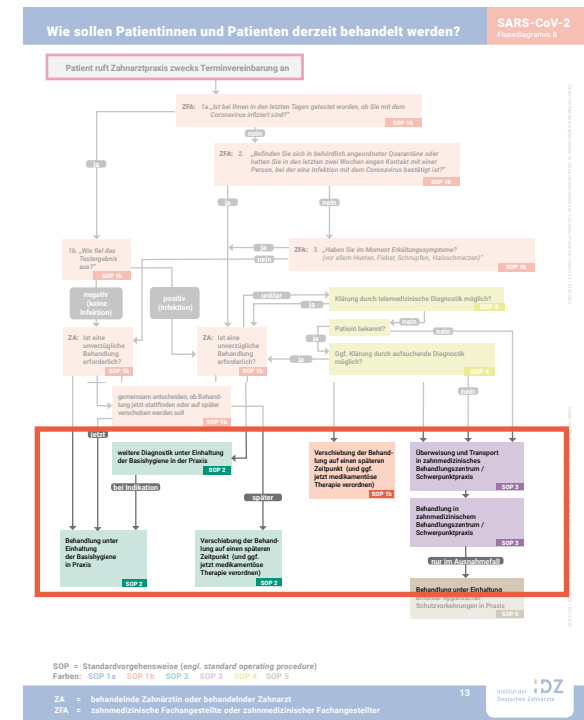 Wie sollen Patientinnen und Patienten derzeit behandelt werden?
SARS-CoV-2
Flussdiagramm B
Patient ruft Zahnarztpraxis zwecks Terminvereinbarung an
ZFA: 1a. „Ist bei Ihnen in den letzten Tagen getestet worden, ob Sie mit dem
Coronavirus infiziert sind?“
SOP 1b
nein
ZFA: 2. „Befinden Sie sich in behördlich angeordneter Quarantäne oder
hatten Sie in den letzten zwei Wochen engen Kontakt mit einer
Person, bei der eine Infektion mit dem Coronavirus bestätigt ist?“
SOP 1b
ja
ja
nein
1b. „Wie fiel das
Testergebnis
aus?“
SOP 1b
ja
nein
ZFA: 3. „Haben Sie im Moment Erkältungssymptome?
(vor allem Husten, Fieber, Schnupfen, Halsschmerzen)“
SOP 1b
negativ
(keine
Infektion)
positiv
(Infektion)
unklar
ja
Klärung durch telemedizinische Diagnostik möglich?
SOP 4
nein
Patient bekannt?
nein
ja
ZA: Ist eine
unverzügliche
Behandlung
erforderlich?
SOP 1b
ZA: Ist eine
unverzügliche
Behandlung
erforderlich?
SOP 1b
ja
Ggf. Klärung durch aufsuchende Diagnostik
möglich?
SOP 4
nein
gemeinsam entscheiden, ob Behand-
lung jetzt stattfinden oder auf später
verschoben werden soll
SOP 1b
jetzt
weitere Diagnostik unter Einhaltung
der Basishygiene in der Praxis
SOP 2
bei Indikation
später
Verschiebung der Behand-
lung auf einen späteren
Zeitpunkt (und ggf.
jetzt medikamentöse
Therapie verordnen)
SOP 1b
Überweisung und Transport
in zahnmedizinisches
Behandlungszentrum /
Schwerpunktpraxis
SOP 3
Behandlung in
zahnmedizinischem
Behandlungszentrum /
Schwerpunktpraxis
SOP 3
Behandlung unter
Einhaltung
der Basishygiene
in Praxis
SOP 2
Verschiebung der Behand-
lung auf einen späteren
Zeitpunkt (und ggf.
jetzt medikamentöse
Therapie verordnen)
SOP 2
nur im Ausnahmefall
Behandlung unter Einhaltung
Schutzvorkehrungen in Praxis
SOP = Standardvorgehensweise (engl. standard operating procedure)
Farben: SOP 1a SOP 1b SOP 2 SOP 3 SOP 4 SOP 5
ZA = behandelnde Zahnärztin oder behandelnder Zahnarzt
ZFA = zahnmedizinische Fachangestellte oder zahnmedizinischer Fachangestellter
13
Institut der
Deutschen Zahnärzte
IDZ